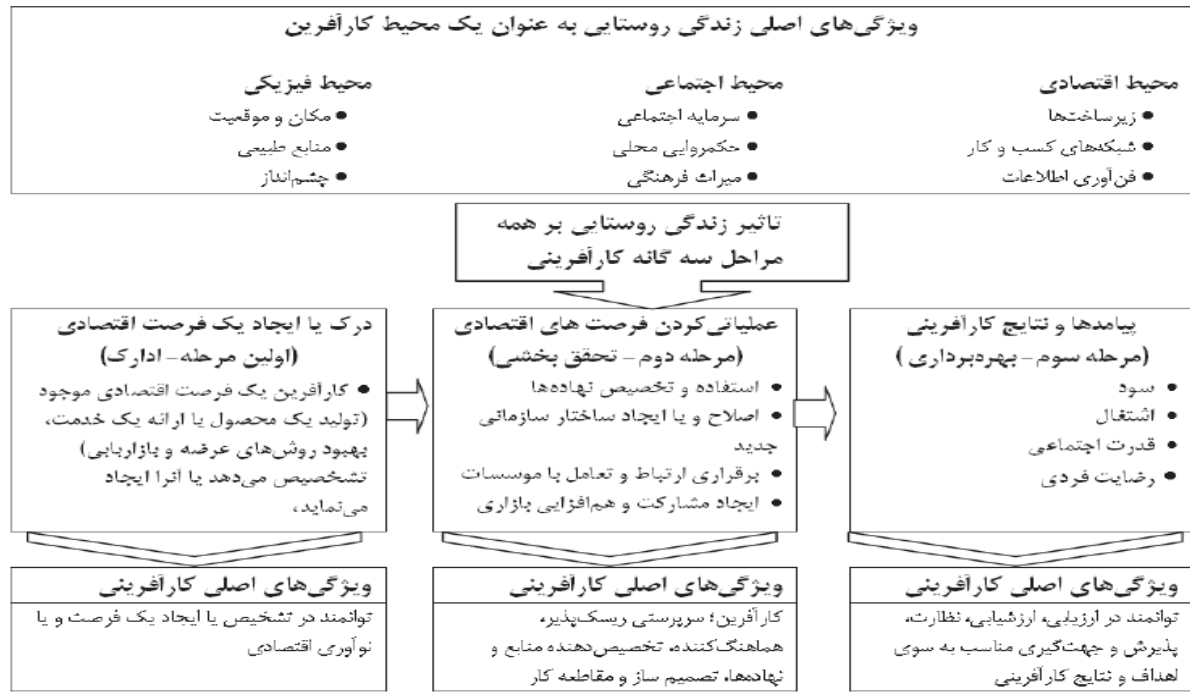 ویژگی‌های اصلی زندگی روستایی به عنوان یک محیط کارآفرین
محیط اقتصادی
● زیرساخت‌ها
● شبکه‌های کسب و کار
● فن‌آوری اطلاعات
محیط اجتماعی
● سرمایه اجتماعی
● حکمروایی محلی
● میراث فرهنگی
محیط فیزیکی
● مکان و موقعیت
● منابع طبیعی
● چشم‌انداز
تاثیر زندگی روستایی بر همه
مراحل سه گانه کارآفرینی
درک یا ایجاد یک فرصت اقتصادی
(اولین مرحله- ادارک)
● کارآفرین یک فرصت اقتصادی موجود
(تولید یک محصول یا ارائه یک خدمت،
بهبود روش‌های عرضه و بازاریابی)
تشخصیص می‌دهد یا آنرا ایجاد
می‌نماید،
عملیاتی‌کردن فرصت های اقتصادی
(مرحله دوم- تحقق بخشی)
● استفاده و تخصیص نهاده‌ها
● اصلاح و یا ایجاد ساختار سازمانی
جدید
● برقراری ارتباط و تعامل با موسسات
● ایجاد مشارکت و هم‌افزایی بازاری
پیامدها و نتایج کارآفرینی
(مرحله سوم- بهره‌برداری )
● سود
● اشتغال
● قدرت اجتماعی
● رضایت فردی
ویژگی‌های اصلی کارآفرینی
توانمند در تشخیص یا ایجاد یک فرصت و یا
نوآوری اقتصادی
ویژگی‌های اصلی کارآفرینی
کارآفرین؛ سرپرستی ریسک‌پذیر،
هماهنگ‌کننده، تخصیص‌دهنده منابع و
نهاده‌ها، تصمیم ساز و مقاطعه کار
ویژگی‌های اصلی کارآفرینی
توانمند در ارزیابی، ارزشیابی، نظارت،
پذیرش و جهت‌گیری مناسب به سوی
اهداف و نتایج کارآفرینی